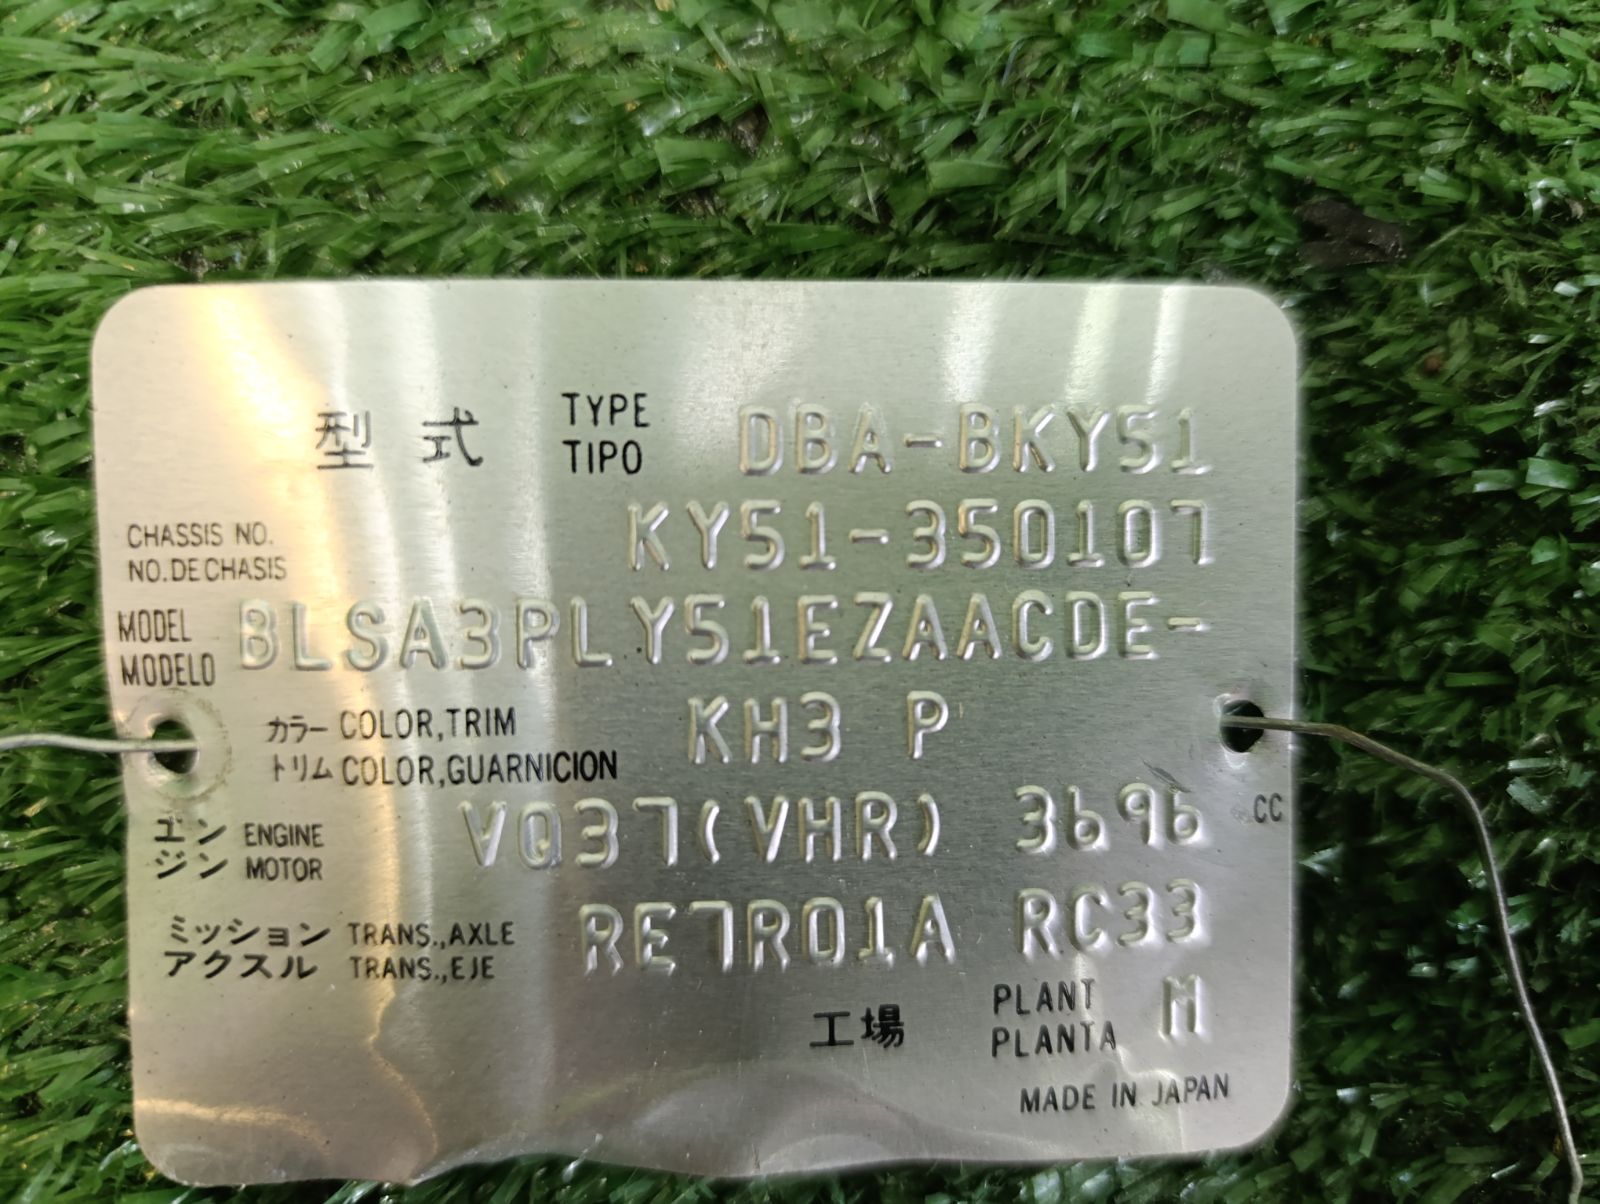 型式 TYPE DBA-BKY51
TIPO
CHASSIS NO. KY51-350107
NO.DE CHASIS
MODEL BLSA3PLY51EZAACDE-
MODELO
カラー COLOR,TRIM KH3 P
トリム COLOR,GUARNICION
エン ENGINE VQ37(VHR) 3696 CC
ジン MOTOR
ミッション TRANS.,AXLE RE7R01A RC33
アクスル TRANS.,EJE
工場 PLANT M
PLANTA
MADE IN JAPAN